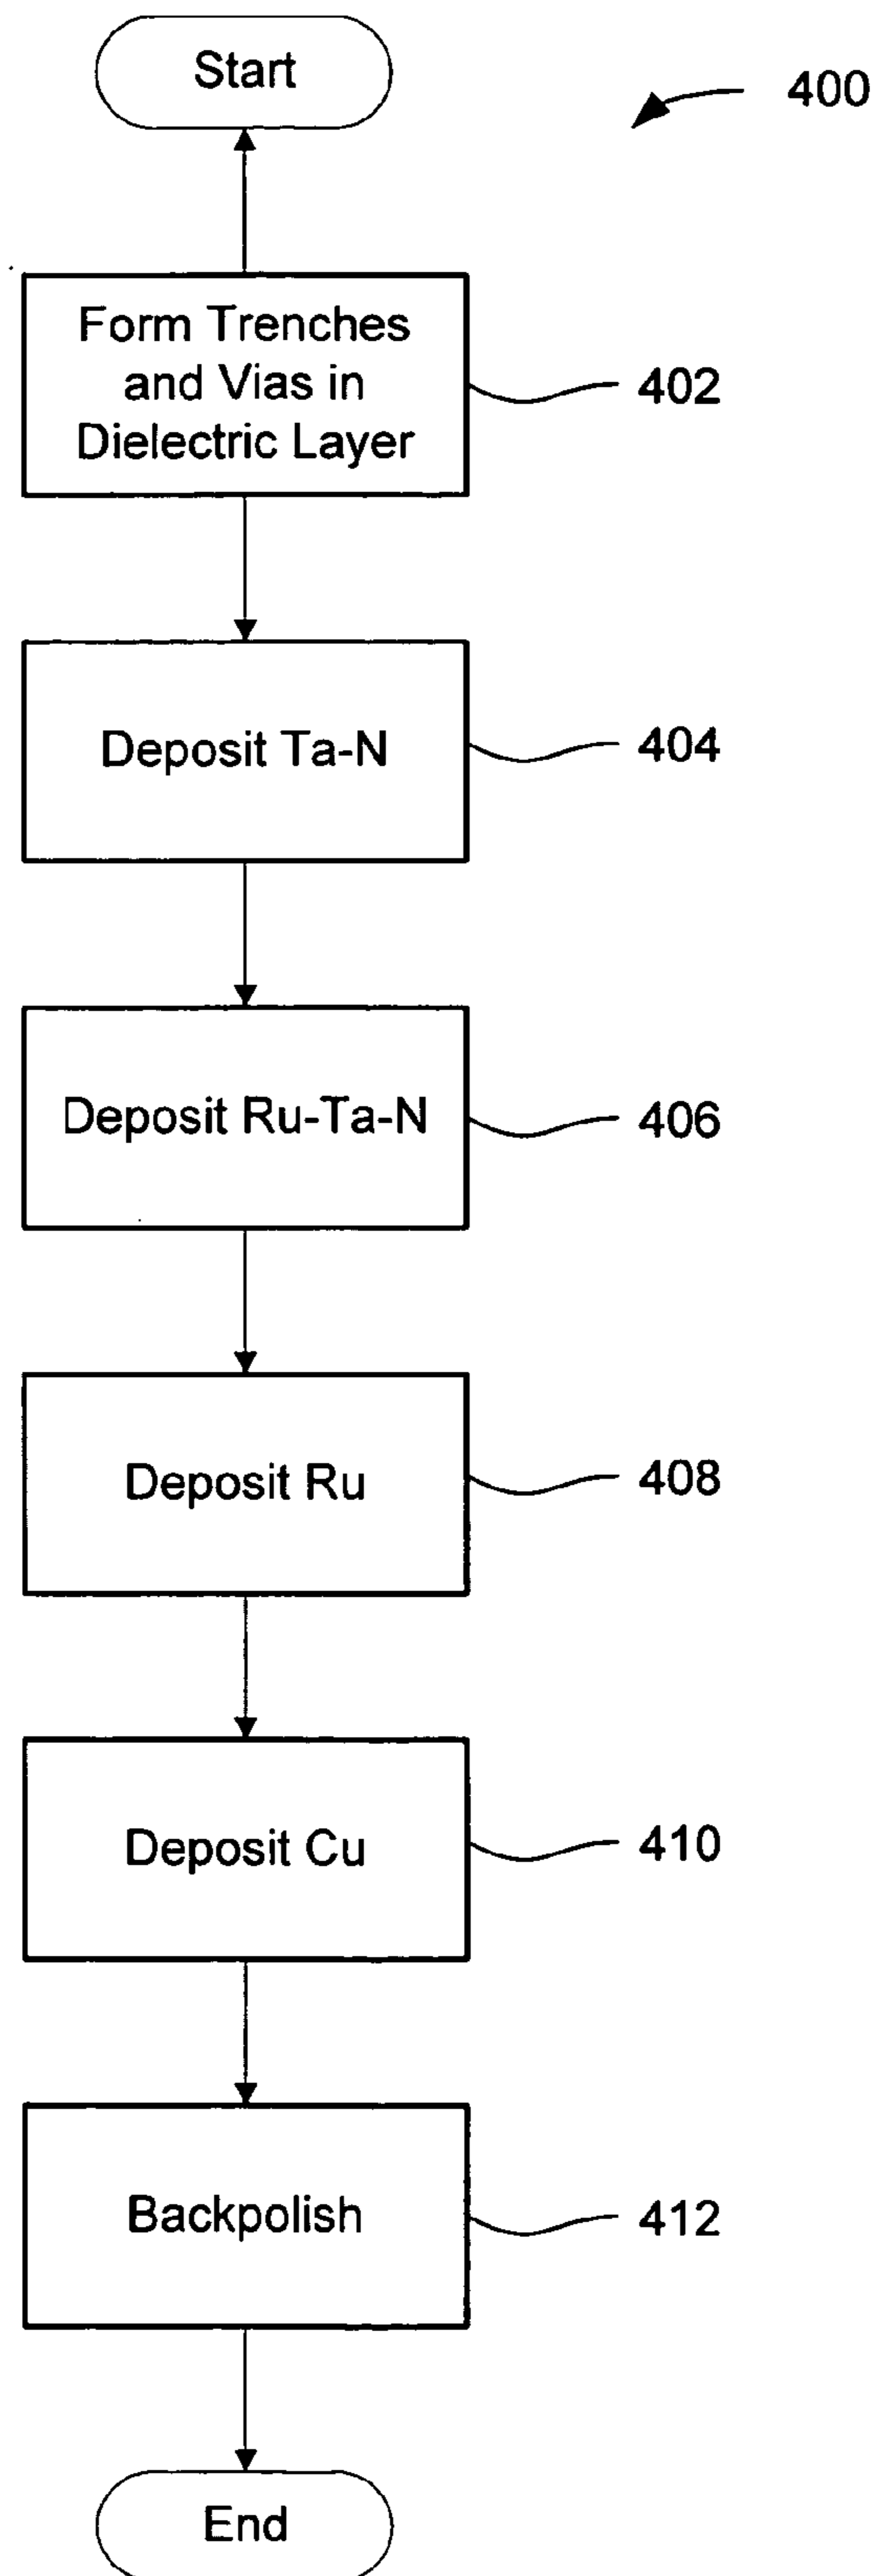 Start
400
Form Trenches
and Vias in
Dielectric Layer
402
Deposit Ta-N
404
Deposit Ru-Ta-N
406
Deposit Ru
408
Deposit Cu
410
Backpolish
412
End